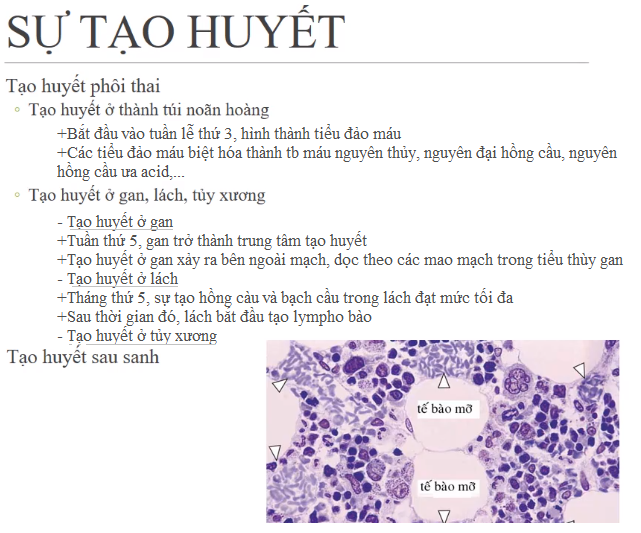 SỰ TẠO HUYẾT
Tạo huyết phôi thai
◦ Tạo huyết ở thành túi noãn hoàng
+Bắt đầu vào tuần lễ thứ 3, hình thành tiểu đảo máu
+Các tiểu đảo máu biệt hóa thành tb máu nguyên thủy, nguyên đại hồng cầu, nguyên
hồng cầu ưa acid,...
◦ Tạo huyết ở gan, lách, tủy xương
- Tạo huyết ở gan
+Tuần thứ 5, gan trở thành trung tâm tạo huyết
+Tạo huyết ở gan xảy ra bên ngoài mạch, dọc theo các mao mạch trong tiểu thùy gan
- Tạo huyết ở lách
+Tháng thứ 5, sự tạo hồng cầu và bạch cầu trong lách đạt mức tối đa
+Sau thời gian đó, lách bắt đầu tạo lympho bào
- Tạo huyết ở tủy xương
Tạo huyết sau sanh
tế bào mỡ
tế bào mỡ